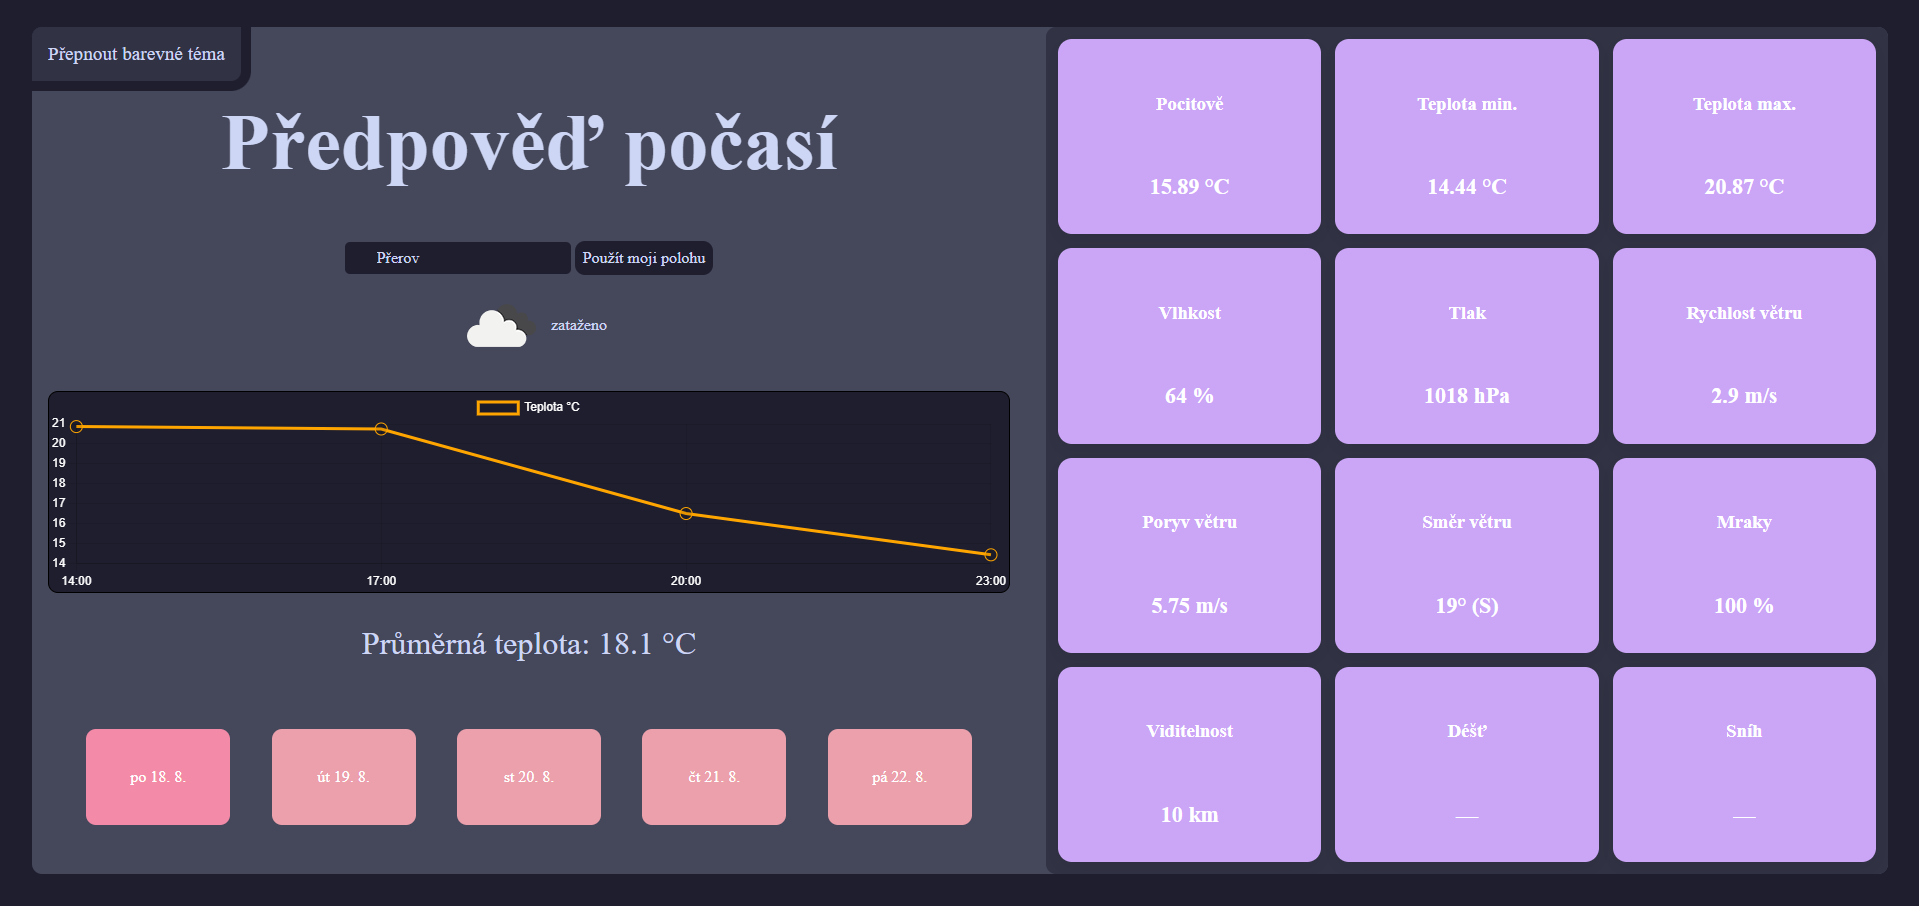 Přepnout barevné téma
Předpověď počasí
Přerov
Použít moji polohu
zataženo
Teplota °C
21
20
19
18
17
16
15
14
14:00
17:00
20:00
23:00
Průměrná teplota: 18.1 °C
po 18. 8.
út 19. 8.
st 20. 8.
čt 21. 8.
pá 22. 8.
Pocitově
15.89 °C
Teplota min.
14.44 °C
Teplota max.
20.87 °C
Vlhkost
64 %
Tlak
1018 hPa
Rychlost větru
2.9 m/s
Poryv větru
5.75 m/s
Směr větru
19° (S)
Mraky
100 %
Viditelnost
10 km
Déšť
—
Sníh
—